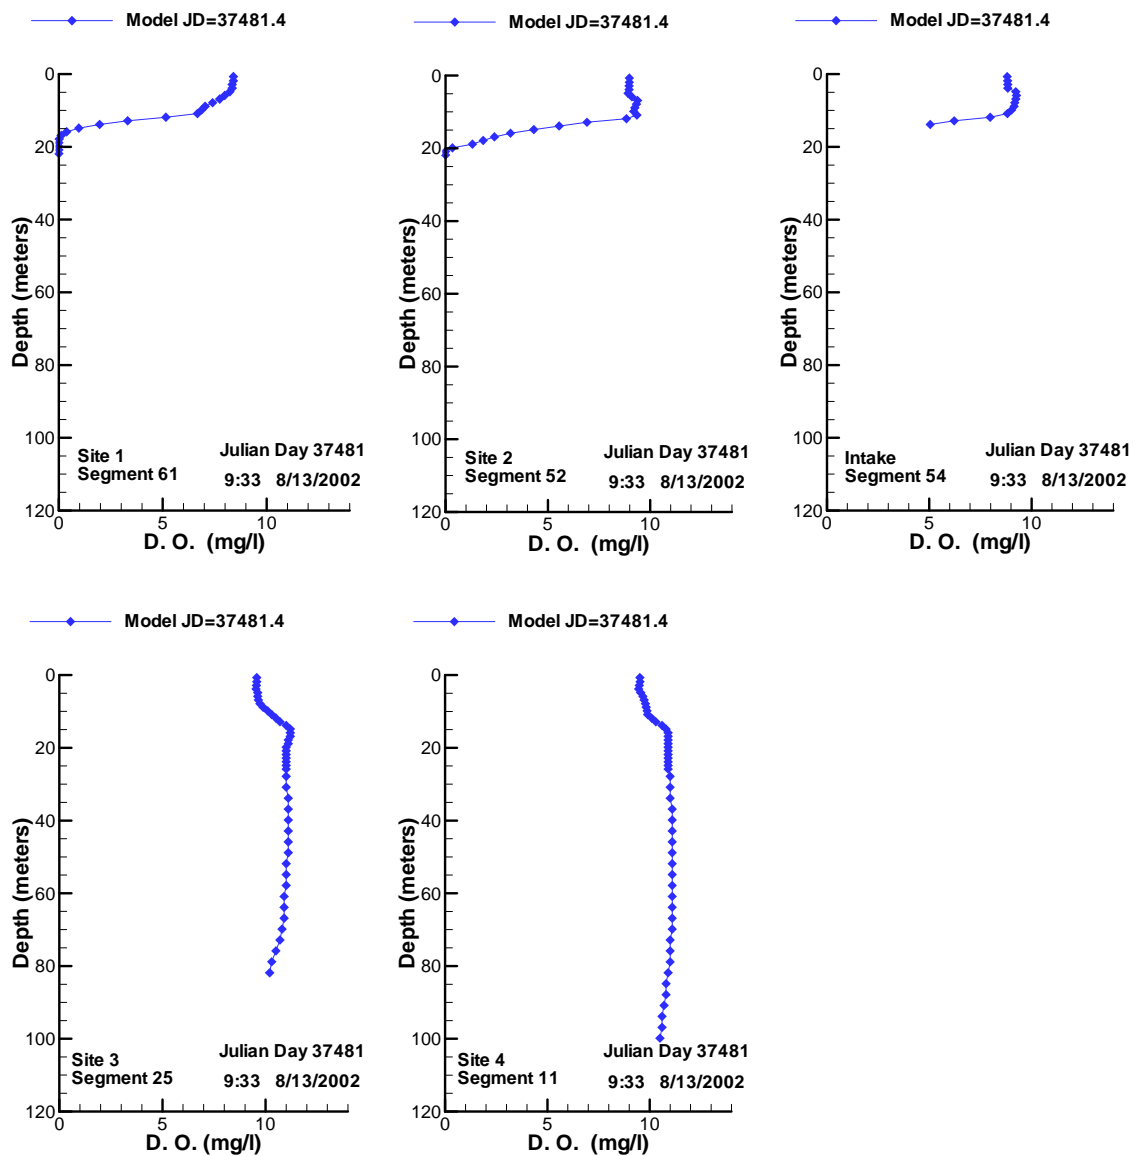 Model JD=37481.4
0
20
40
60
80
100
120
Depth (meters)
Site 1
Segment 61
Julian Day 37481
9:33 8/13/2002
0 5 10
D. O. (mg/l)
Model JD=37481.4
0
20
40
60
80
100
120
Depth (meters)
Site 2
Segment 52
Julian Day 37481
9:33 8/13/2002
0 5 10
D. O. (mg/l)
Model JD=37481.4
0
20
40
60
80
100
120
Depth (meters)
Intake
Segment 54
Julian Day 37481
9:33 8/13/2002
0 5 10
D. O. (mg/l)
Model JD=37481.4
0
20
40
60
80
100
120
Depth (meters)
Site 3
Segment 25
Julian Day 37481
9:33 8/13/2002
0 5 10
D. O. (mg/l)
Model JD=37481.4
0
20
40
60
80
100
120
Depth (meters)
Site 4
Segment 11
Julian Day 37481
9:33 8/13/2002
0 5 10
D. O. (mg/l)